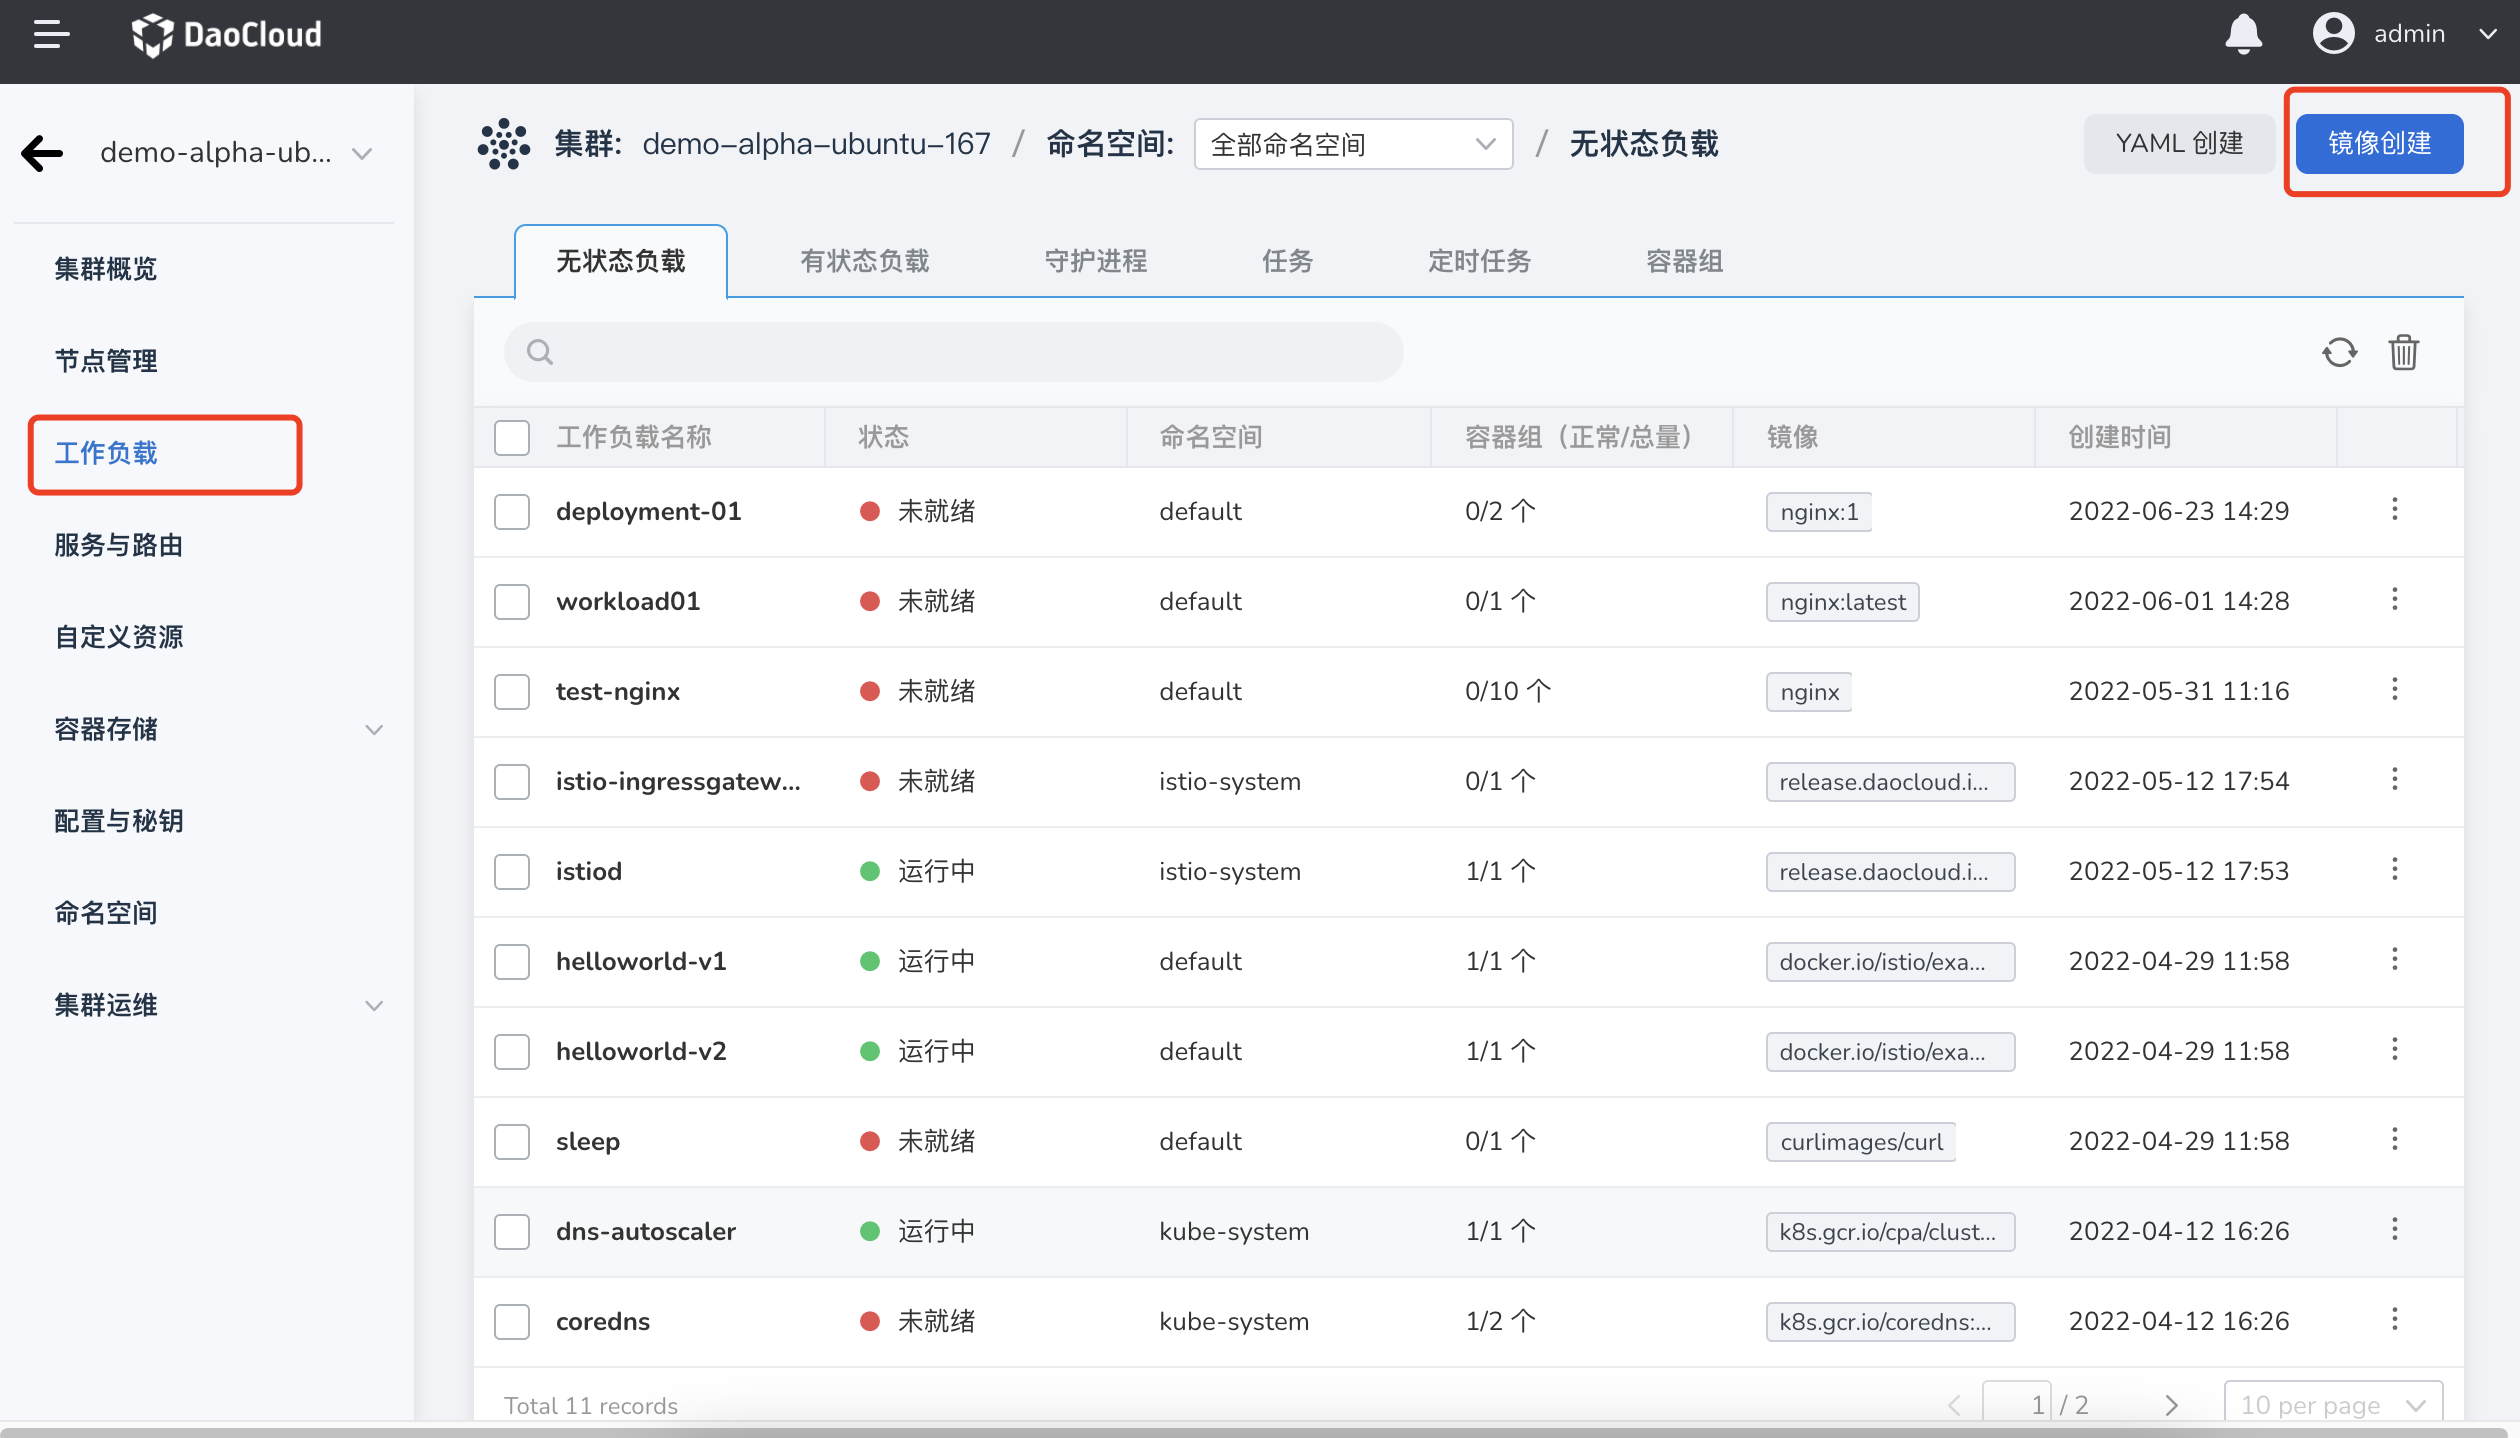 DaoCloud
admin
demo-alpha-ub...
集群: demo-alpha-ubuntu-167 / 命名空间: 全部命名空间 / 无状态负载
YAML 创建
镜像创建
集群概览
节点管理
工作负载
服务与路由
自定义资源
容器存储
配置与秘钥
命名空间
集群运维
无状态负载 有状态负载 守护进程 任务 定时任务 容器组
工作负载名称 状态 命名空间 容器组（正常/总量） 镜像 创建时间
deployment-01 未就绪 default 0/2 个 nginx:1 2022-06-23 14:29
workload01 未就绪 default 0/1 个 nginx:latest 2022-06-01 14:28
test-nginx 未就绪 default 0/10 个 nginx 2022-05-31 11:16
istio-ingressgatew... 未就绪 istio-system 0/1 个 release.daocloud.i... 2022-05-12 17:54
istiod 运行中 istio-system 1/1 个 release.daocloud.i... 2022-05-12 17:53
helloworld-v1 运行中 default 1/1 个 docker.io/istio/exa... 2022-04-29 11:58
helloworld-v2 运行中 default 1/1 个 docker.io/istio/exa... 2022-04-29 11:58
sleep 未就绪 default 0/1 个 curlimages/curl 2022-04-29 11:58
dns-autoscaler 运行中 kube-system 1/1 个 k8s.gcr.io/cpa/clust... 2022-04-12 16:26
coredns 未就绪 kube-system 1/2 个 k8s.gcr.io/coredns:... 2022-04-12 16:26
Total 11 records 1 / 2 10 per page